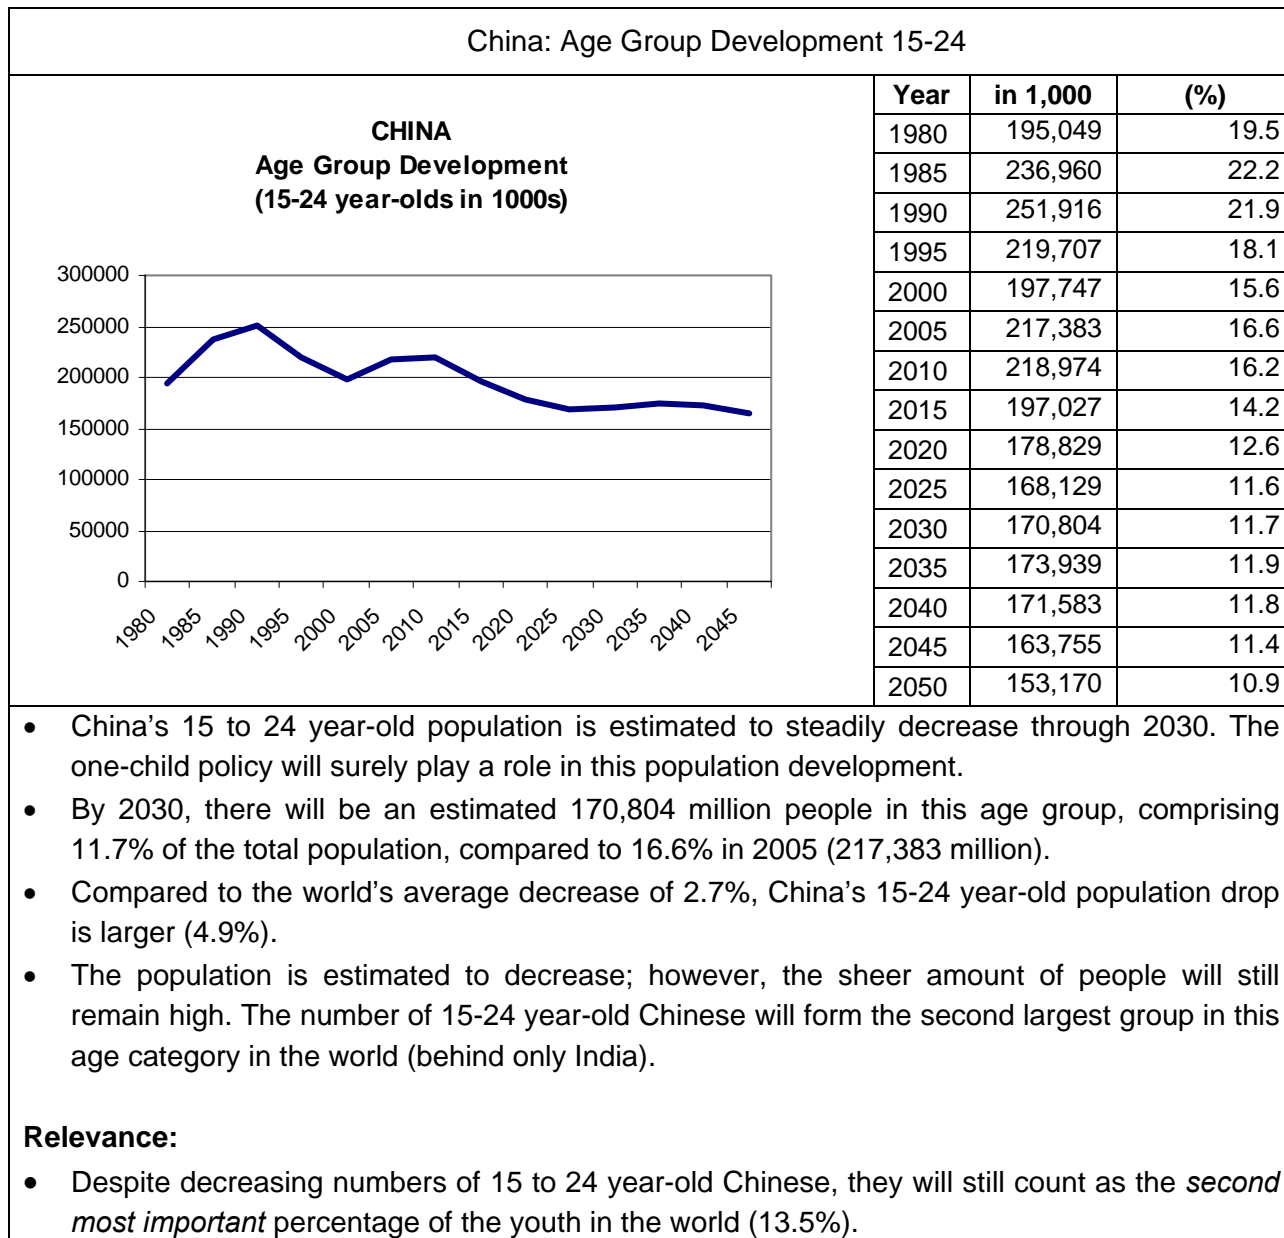 China: Age Group Development 15-24
CHINA
Age Group Development
(15-24 year-olds in 1000s)
300000
250000
200000
150000
100000
50000
0
1980 1985 1990 1995 2000 2005 2010 2015 2020 2025 2030 2035 2040 2045
Year in 1,000 (%)
1980 195,049 19.5
1985 236,960 22.2
1990 251,916 21.9
1995 219,707 18.1
2000 197,747 15.6
2005 217,383 16.6
2010 218,974 16.2
2015 197,027 14.2
2020 178,829 12.6
2025 168,129 11.6
2030 170,804 11.7
2035 173,939 11.9
2040 171,583 11.8
2045 163,755 11.4
2050 153,170 10.9
• China’s 15 to 24 year-old population is estimated to steadily decrease through 2030. The
one-child policy will surely play a role in this population development.
• By 2030, there will be an estimated 170,804 million people in this age group, comprising
11.7% of the total population, compared to 16.6% in 2005 (217,383 million).
• Compared to the world’s average decrease of 2.7%, China’s 15-24 year-old population drop
is larger (4.9%).
• The population is estimated to decrease; however, the sheer amount of people will still
remain high. The number of 15-24 year-old Chinese will form the second largest group in this
age category in the world (behind only India).
Relevance:
• Despite decreasing numbers of 15 to 24 year-old Chinese, they will still count as the second
most important percentage of the youth in the world (13.5%).